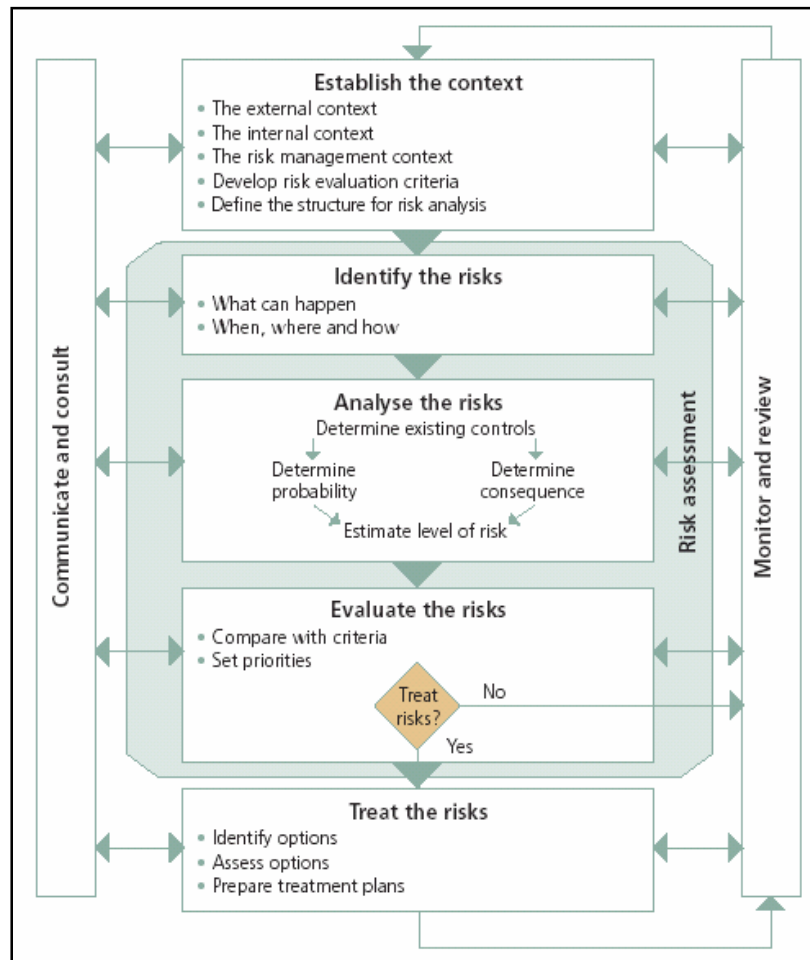 Establish the context
• The external context
• The internal context
• The risk management context
• Develop risk evaluation criteria
• Define the structure for risk analysis
Identify the risks
• What can happen
• When, where and how
Analyse the risks
Determine existing controls
Determine
probability
Determine
consequence
Estimate level of risk
Evaluate the risks
• Compare with criteria
• Set priorities
Treat
risks?
No
Yes
Treat the risks
• Identify options
• Assess options
• Prepare treatment plans
Communicate and consult
Risk assessment
Monitor and review